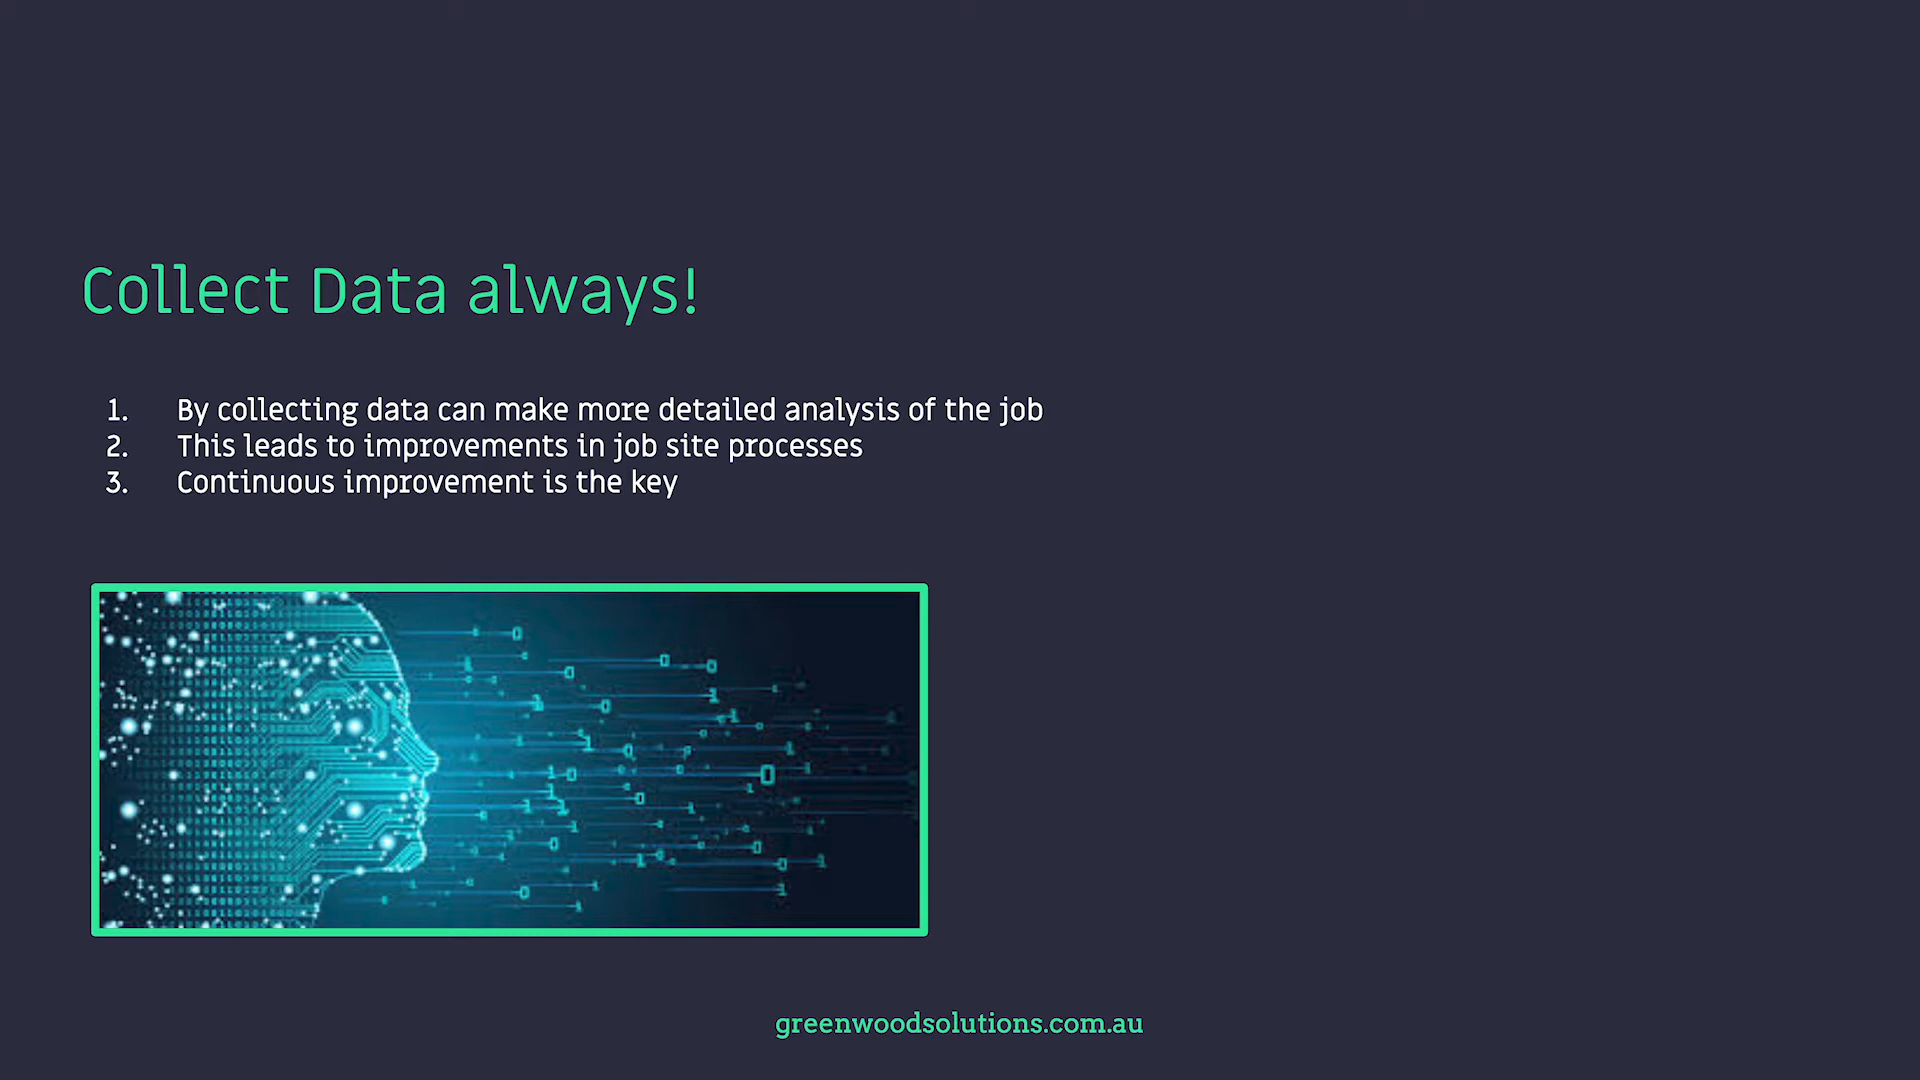 Collect Data always!
1. By collecting data can make more detailed analysis of the job
2. This leads to improvements in job site processes
3. Continuous improvement is the key
greenwoodsolutions.com.au